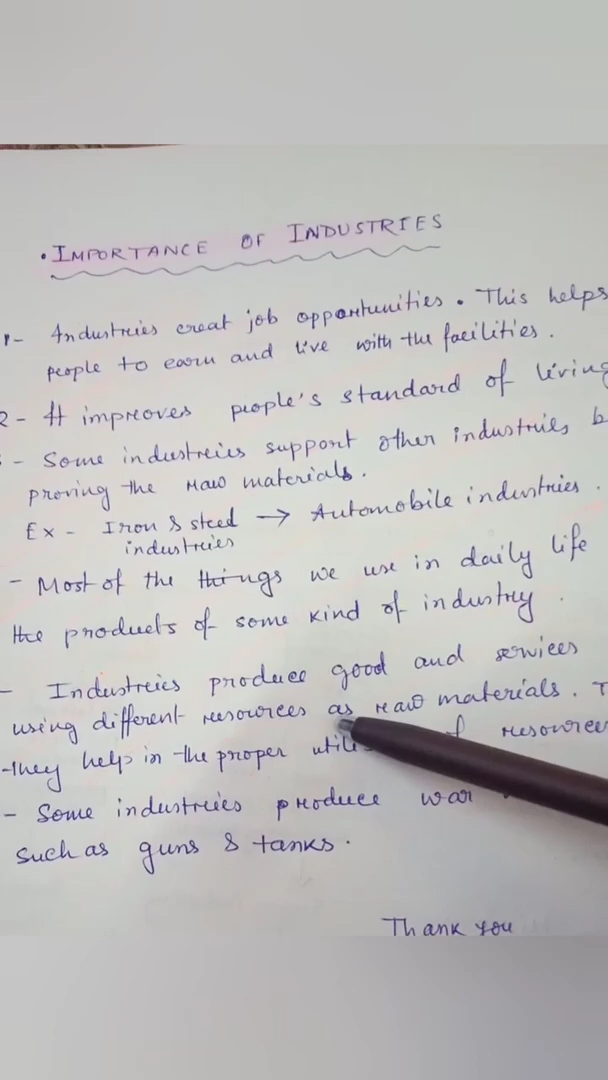 • IMPORTANCE OF INDUSTRIES
1- Industries creat job opportunities. This helps
people to earn and live with the facilities.
2- It improves people's standard of living
- Some industries support other industries b
proving the raw materials.
Ex - Iron & steel → Automobile industries.
industries
- Most of the things we use in daily life
the products of some kind of industry.
- Industries produce good and services
using different resources as raw materials. T
-they help in the proper resources
- Some industries produce war
such as guns & tanks.
Thank you